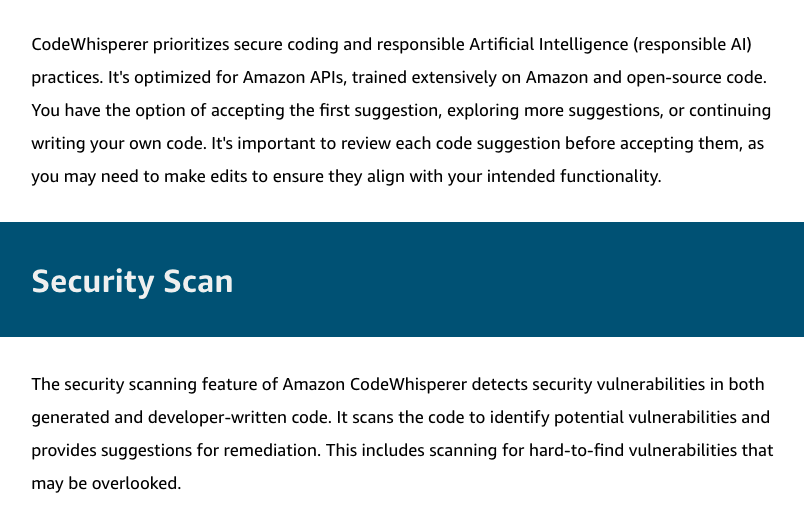 CodeWhisperer prioritizes secure coding and responsible Artificial Intelligence (responsible AI)
practices. It's optimized for Amazon APIs, trained extensively on Amazon and open-source code.
You have the option of accepting the first suggestion, exploring more suggestions, or continuing
writing your own code. It's important to review each code suggestion before accepting them, as
you may need to make edits to ensure they align with your intended functionality.
Security Scan
The security scanning feature of Amazon CodeWhisperer detects security vulnerabilities in both
generated and developer-written code. It scans the code to identify potential vulnerabilities and
provides suggestions for remediation. This includes scanning for hard-to-find vulnerabilities that
may be overlooked.